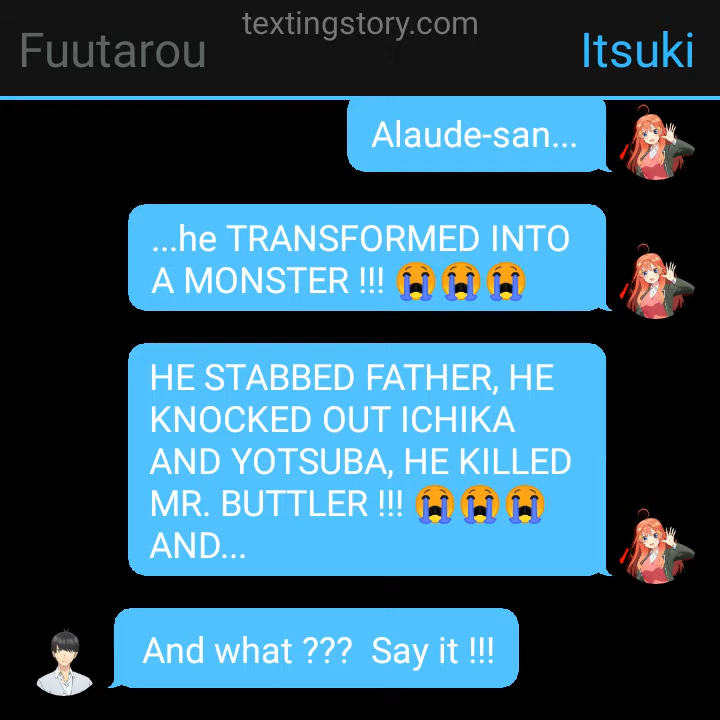 textingstory.com
Fuutarou
Itsuki
Alaude-san...
...he TRANSFORMED INTO
A MONSTER !!! 😭😭😭
HE STABBED FATHER, HE
KNOCKED OUT ICHIKA
AND YOTSUBA, HE KILLED
MR. BUTTLER !!! 😭😭😭
AND...
And what ???  Say it !!!